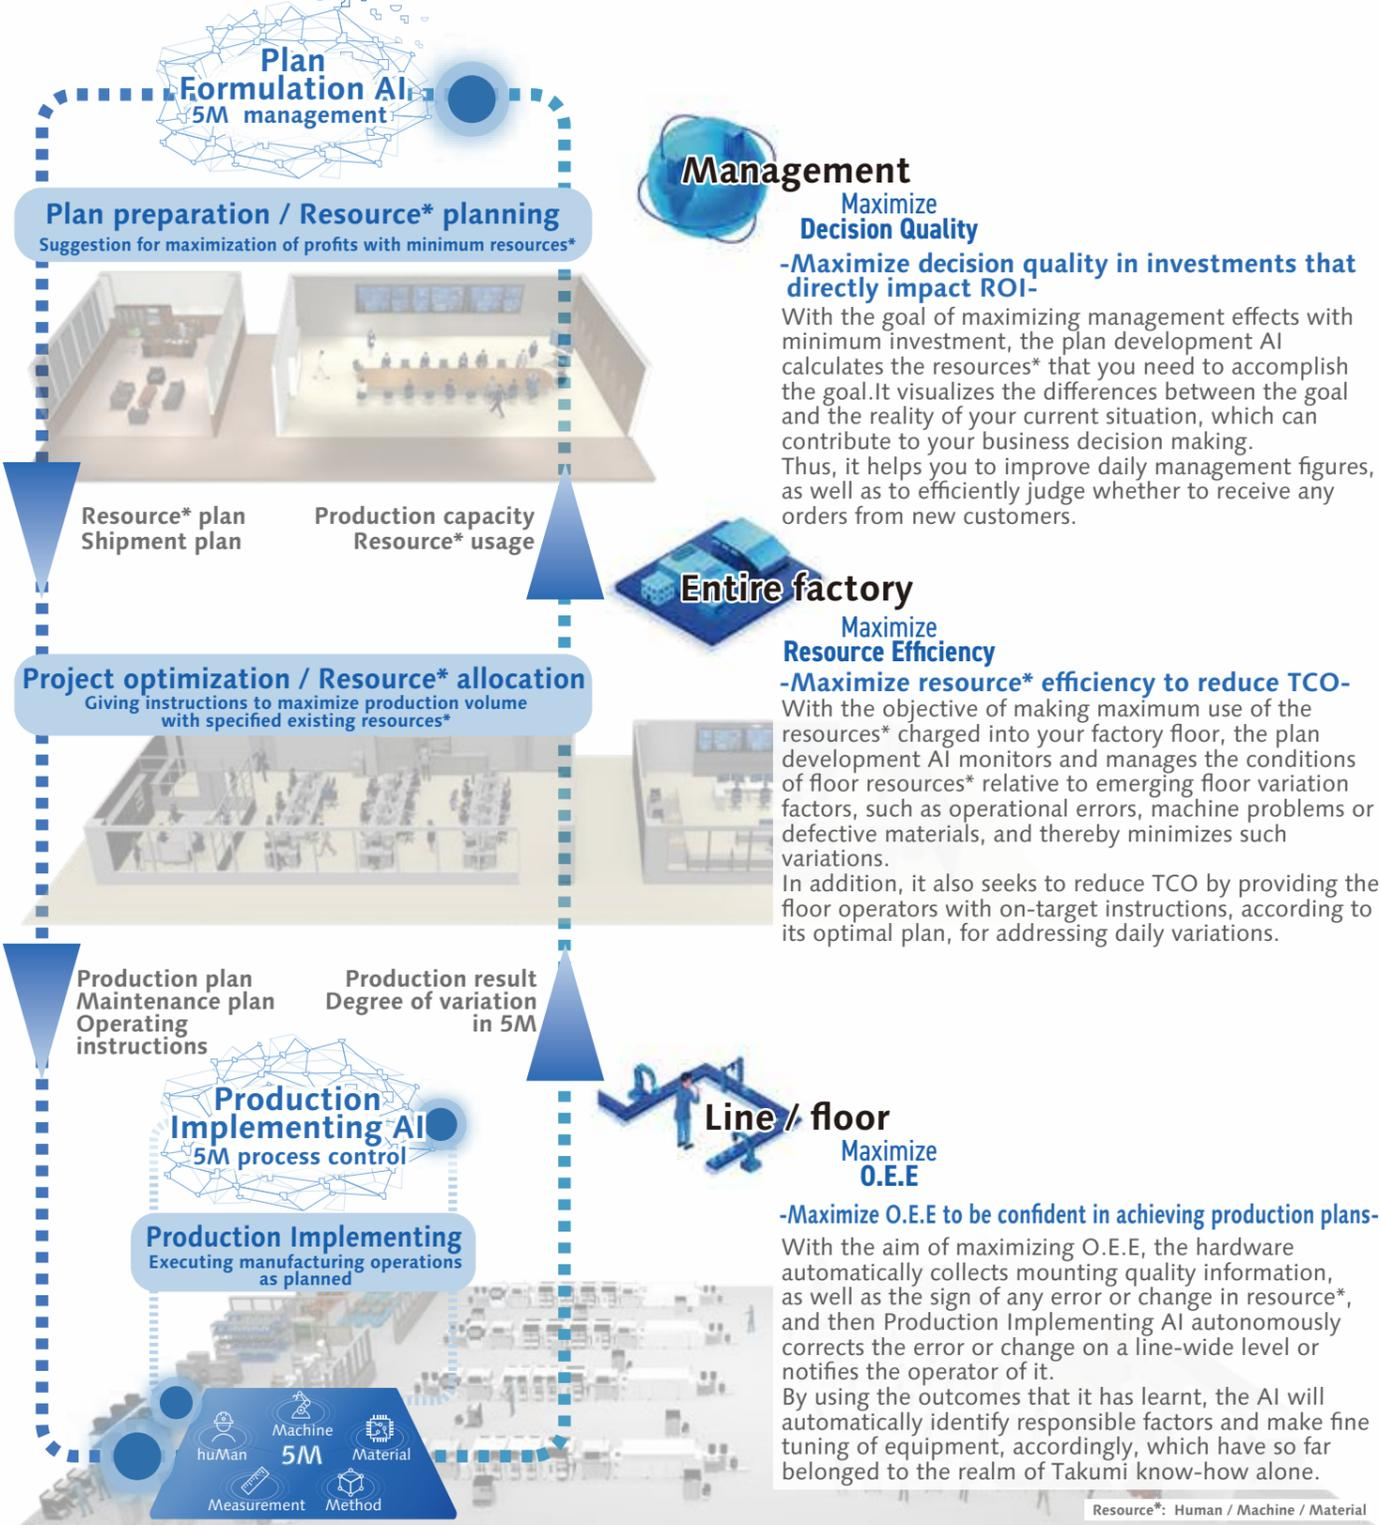 Plan
Formulation AI
5M management
Plan preparation / Resource* planning
Suggestion for maximization of profits with minimum resources*
Resource* plan
Shipment plan
Production capacity
Resource* usage
Management
Maximize
Decision Quality
-Maximize decision quality in investments that
directly impact ROI-
With the goal of maximizing management effects with
minimum investment, the plan development AI
calculates the resources* that you need to accomplish
the goal.It visualizes the differences between the goal
and the reality of your current situation, which can
contribute to your business decision making.
Thus, it helps you to improve daily management figures,
as well as to efficiently judge whether to receive any
orders from new customers.
Project optimization / Resource* allocation
Giving instructions to maximize production volume
with specified existing resources*
Production plan
Maintenance plan
Operating
instructions
Production result
Degree of variation
in 5M
Entire factory
Maximize
Resource Efficiency
-Maximize resource* efficiency to reduce TCO-
With the objective of making maximum use of the
resources* charged into your factory floor, the plan
development AI monitors and manages the conditions
of floor resources* relative to emerging floor variation
factors, such as operational errors, machine problems or
defective materials, and thereby minimizes such
variations.
In addition, it also seeks to reduce TCO by providing the
floor operators with on-target instructions, according to
its optimal plan, for addressing daily variations.
Production
Implementing AI
5M process control
Production Implementing
Executing manufacturing operations
as planned
Machine
huMan
5M
Material
Measurement
Method
Line / floor
Maximize
O.E.E
-Maximize O.E.E to be confident in achieving production plans-
With the aim of maximizing O.E.E, the hardware
automatically collects mounting quality information,
as well as the sign of any error or change in resource*,
and then Production Implementing AI autonomously
corrects the error or change on a line-wide level or
notifies the operator of it.
By using the outcomes that it has learnt, the AI will
automatically identify responsible factors and make fine
tuning of equipment, accordingly, which have so far
belonged to the realm of Takumi know-how alone.
Resource*: Human / Machine / Material